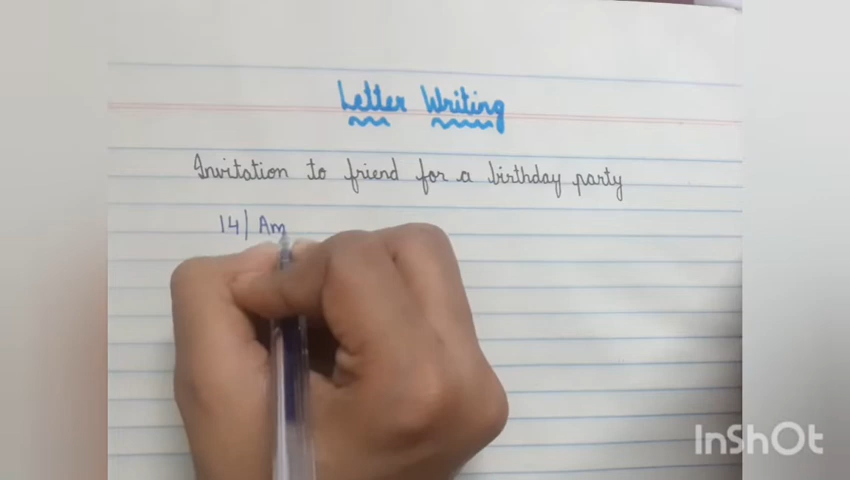 Letter Writing
Invitation to friend for a birthday party
14/ Am
InShOt